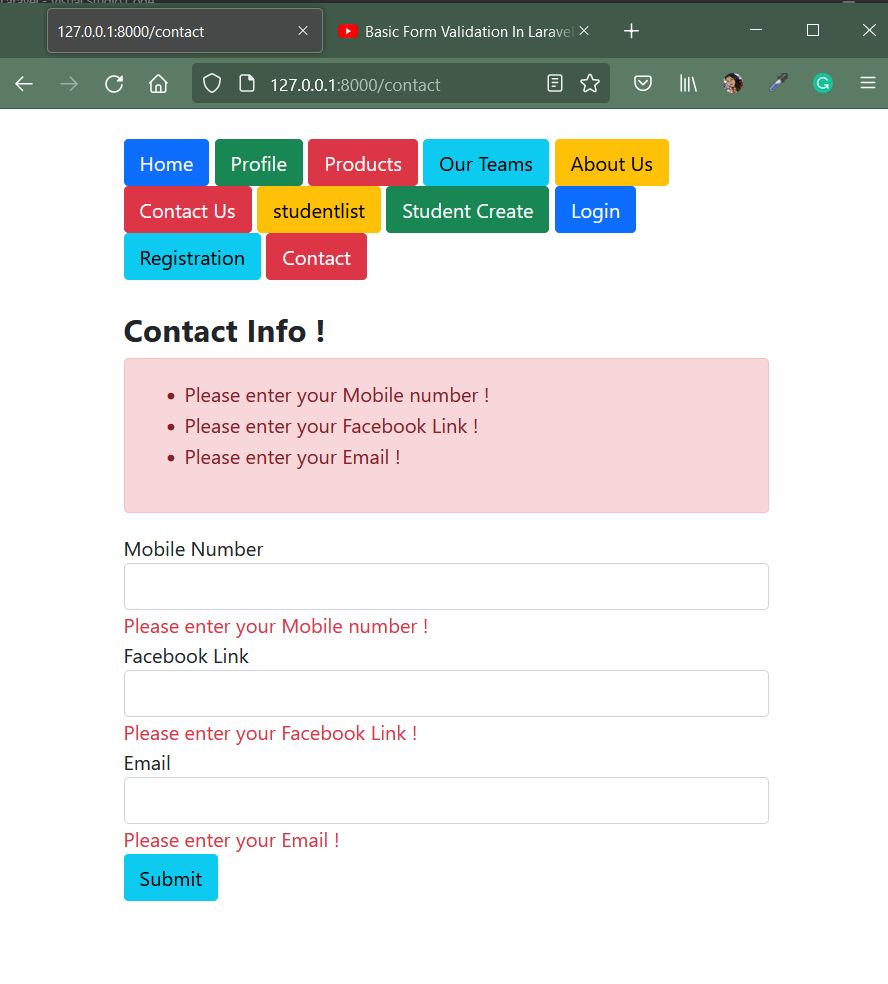 127.0.0.1:8000/contact
Basic Form Validation In Laravel
127.0.0.1:8000/contact
Home Profile Products Our Teams About Us
Contact Us studentlist Student Create Login
Registration Contact
Contact Info !
Please enter your Mobile number !
Please enter your Facebook Link !
Please enter your Email !
Mobile Number
Please enter your Mobile number !
Facebook Link
Please enter your Facebook Link !
Email
Please enter your Email !
Submit